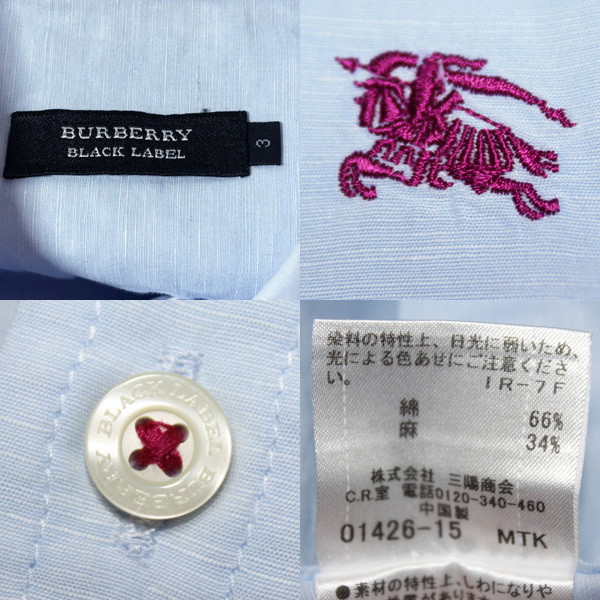 BURBERRY
BLACK LABEL
3
BLACK LABEL BURBERRY
染料の特性上、日光に弱いため、
光による色あせにご注意くださ
い。 IR-7F
綿 66%
麻 34%
株式会社 三陽商会
C.R室 電話0120-340-460
中国製
01426-15 MTK
●素材の特性上、しわになりや